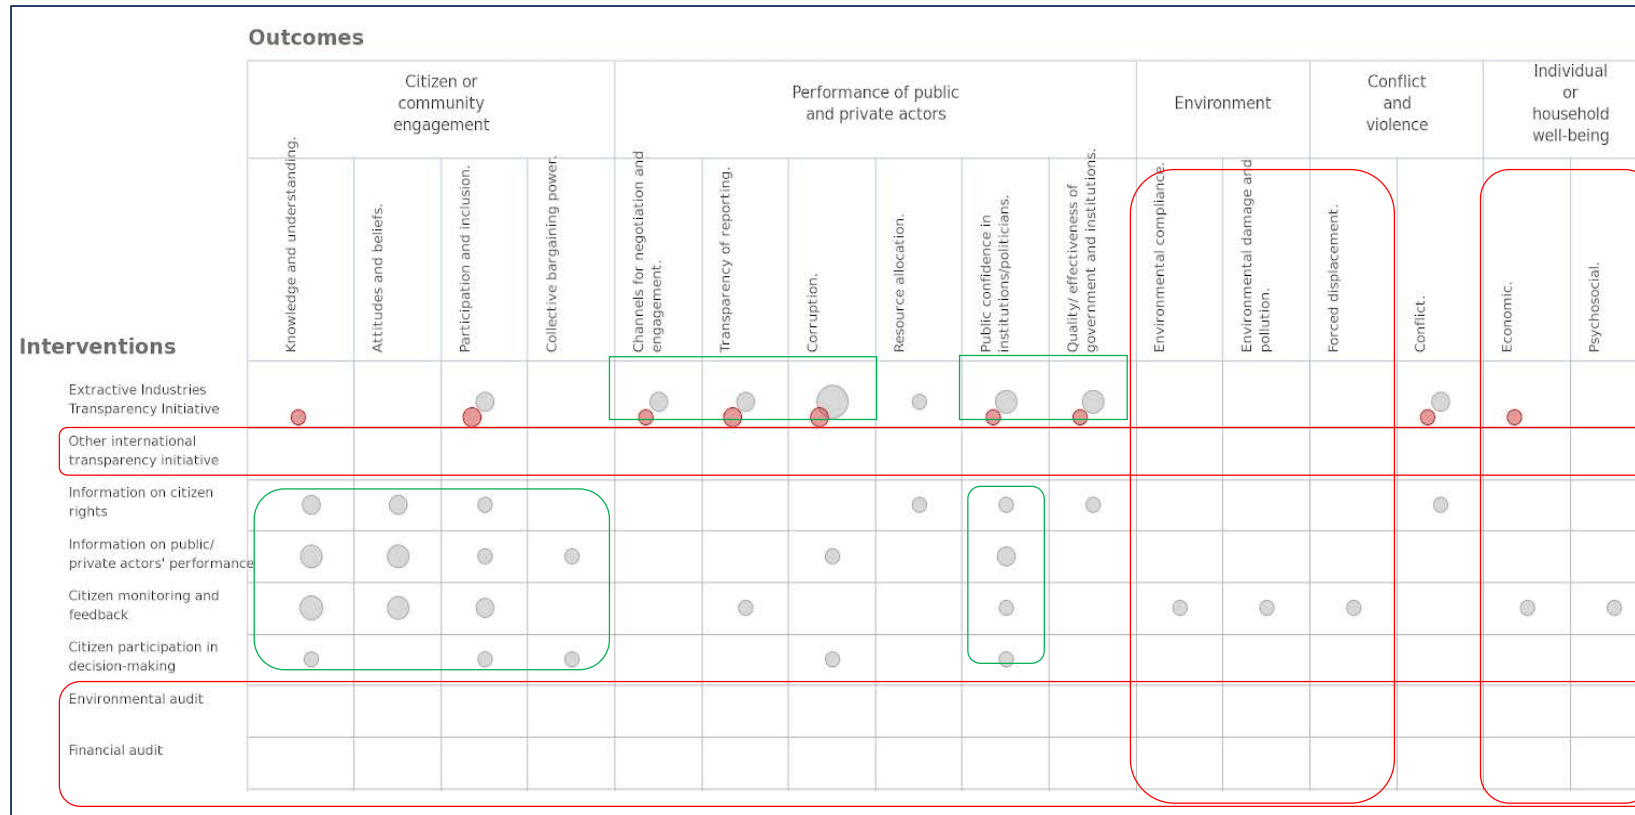 Outcomes
Citizen or
community
engagement
Performance of public
and private actors
Environment
Conflict
and
violence
Individual
or
household
well-being
Knowledge and understanding.
Attitudes and beliefs.
Participation and inclusion.
Collective bargaining power.
Channels for negotiation and
engagement.
Transparency of reporting.
Corruption.
Resource allocation.
Public confidence in
institutions/politicians.
Quality/ effectiveness of
government and institutions.
Environmental compliance.
Environmental damage and
pollution.
Forced displacement.
Conflict.
Economic.
Psychosocial.
Interventions
Extractive Industries
Transparency Initiative
Other international
transparency initiative
Information on citizen
rights
Information on public/
private actors' performance
Citizen monitoring and
feedback
Citizen participation in
decision-making
Environmental audit
Financial audit